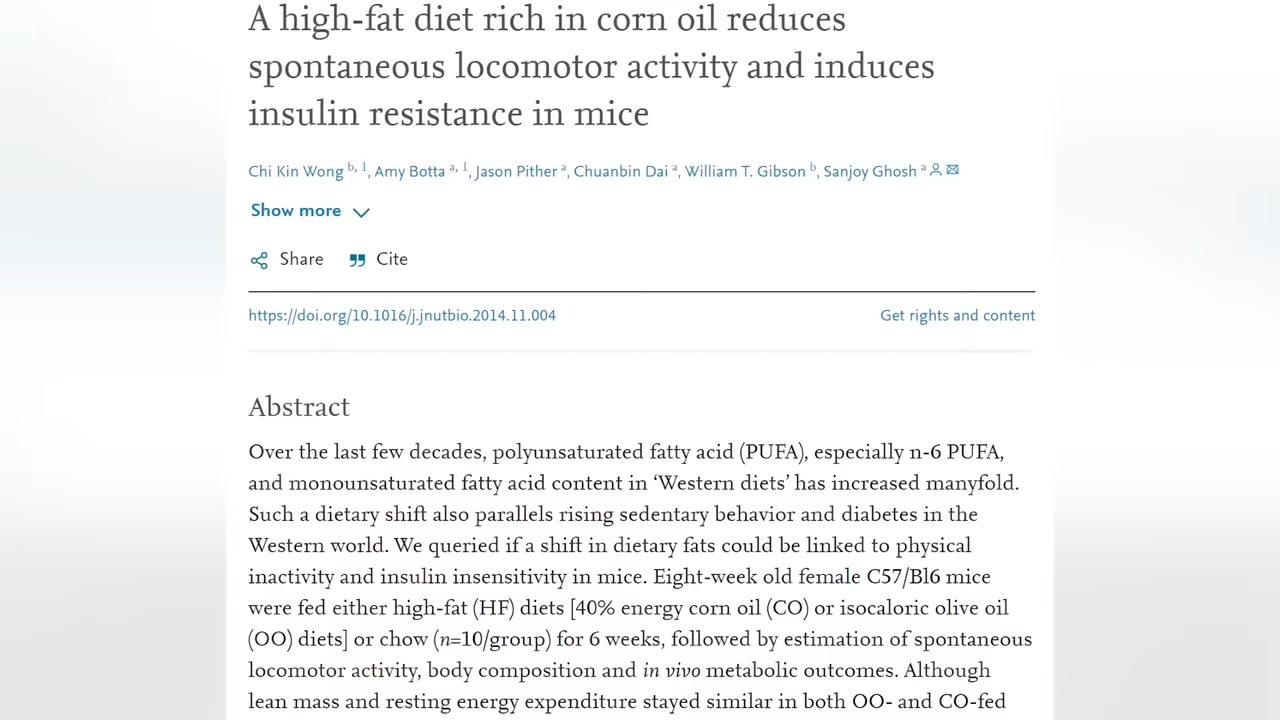 A high-fat diet rich in corn oil reduces
spontaneous locomotor activity and induces
insulin resistance in mice
Chi Kin Wong b, 1, Amy Botta a, 1, Jason Pither a, Chuanbin Dai a, William T. Gibson b, Sanjoy Ghosh a
Show more
Share Cite
https://doi.org/10.1016/j.jnutbio.2014.11.004 Get rights and content
Abstract
Over the last few decades, polyunsaturated fatty acid (PUFA), especially n-6 PUFA,
and monounsaturated fatty acid content in ‘Western diets’ has increased manyfold.
Such a dietary shift also parallels rising sedentary behavior and diabetes in the
Western world. We queried if a shift in dietary fats could be linked to physical
inactivity and insulin insensitivity in mice. Eight-week old female C57/Bl6 mice
were fed either high-fat (HF) diets [40% energy corn oil (CO) or isocaloric olive oil
(OO) diets] or chow (n=10/group) for 6 weeks, followed by estimation of spontaneous
locomotor activity, body composition and in vivo metabolic outcomes. Although
lean mass and resting energy expenditure stayed similar in both OO- and CO-fed